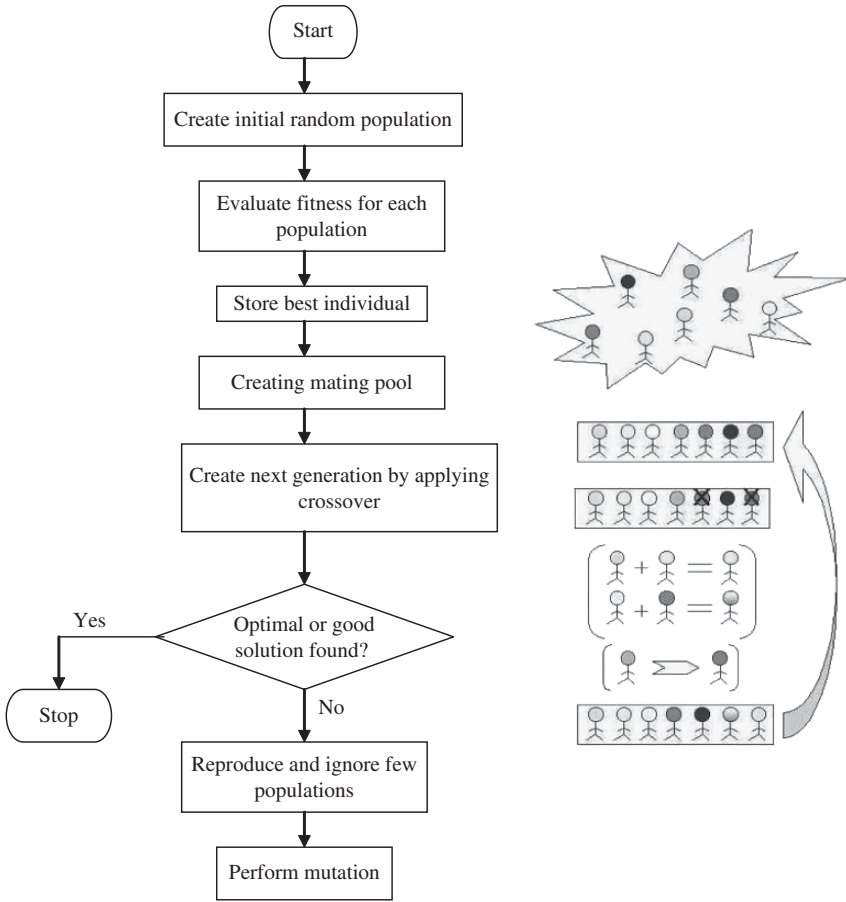 Start
Create initial random population
Evaluate fitness for each
population
Store best individual
Creating mating pool
Create next generation by applying
crossover
Yes
Optimal or good
solution found?
Stop
No
Reproduce and ignore few
populations
Perform mutation
+ =
+ =